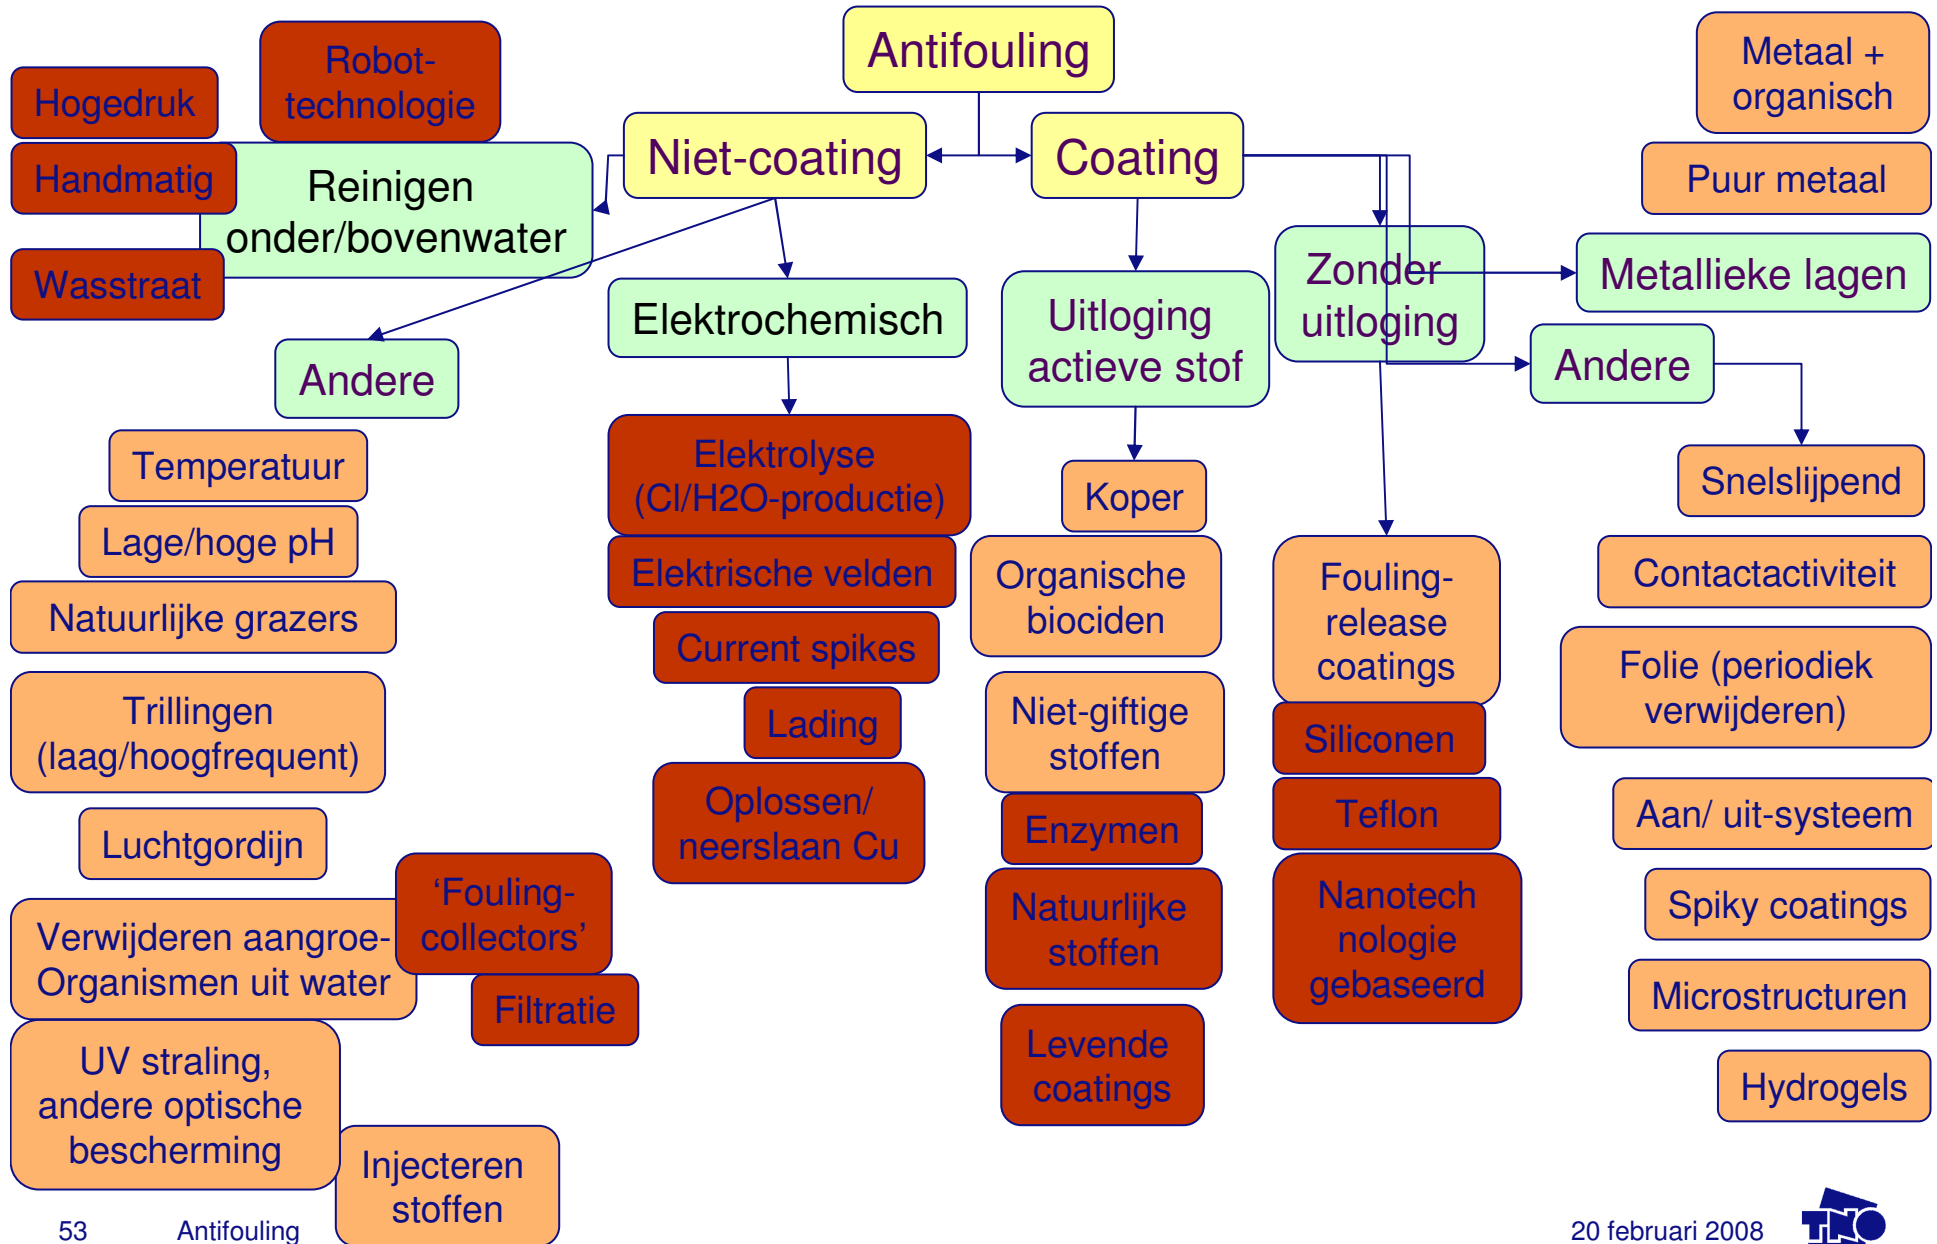 Antifouling
Niet-coating
Coating
Robot-
technologie
Hogedruk
Handmatig
Wasstraat
Reinigen
onder/bovenwater
Andere
Temperatuur
Lage/hoge pH
Natuurlijke grazers
Trillingen
(laag/hoogfrequent)
Luchtgordijn
Verwijderen aangroe-
Organismen uit water
‘Fouling-
collectors’
Filtratie
UV straling,
andere optische
bescherming
Injecteren
stoffen
Elektrochemisch
Elektrolyse
(Cl/H2O-productie)
Elektrische velden
Current spikes
Lading
Oplossen/
neerslaan Cu
Uitloging
actieve stof
Koper
Organische
biociden
Niet-giftige
stoffen
Enzymen
Natuurlijke
stoffen
Levende
coatings
Zonder
uitloging
Fouling-
release
coatings
Siliconen
Teflon
Nanotech
nologie
gebaseerd
Metaal +
organisch
Puur metaal
Metallieke lagen
Andere
Snelslijpend
Contactactiviteit
Folie (periodiek
verwijderen)
Aan/ uit-systeem
Spiky coatings
Microstructuren
Hydrogels
53 Antifouling
20 februari 2008
TNO